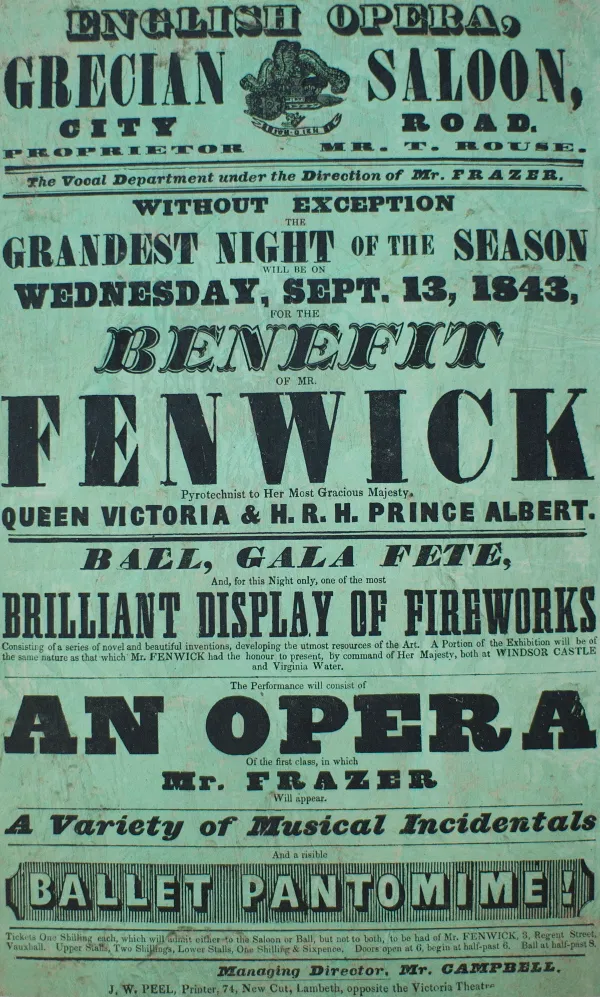 ENGLISH OPERA,
GRECIAN SALOON,
CITY ROAD.
PROPRIETOR MR. T. ROUSE.
The Vocal Department under the Direction of Mr. FRAZER.
WITHOUT EXCEPTION
THE
GRANDEST NIGHT OF THE SEASON
WILL BE ON
WEDNESDAY, SEPT. 13, 1843,
FOR THE
BENEFIT
OF MR.
FENWICK
Pyrotechnist to Her Most Gracious Majesty,
QUEEN VICTORIA & H. R. H. PRINCE ALBERT.
BALL, GALA FETE,
And, for this Night only, one of the most
BRILLIANT DISPLAY OF FIREWORKS
Consisting of a series of novel and beautiful inventions, developing the utmost resources of the Art. A Portion of the Exhibition will be of
the same nature as that which Mr. FENWICK had the honour to present, by command of Her Majesty, both at WINDSOR CASTLE
and Virginia Water.
The Performance will consist of
AN OPERA
Of the first class, in which
Mr. FRAZER
Will appear.
A Variety of Musical Incidentals
And a risible
BALLET PANTOMIME!
Tickets One Shilling each, which will admit either to the Saloon or Ball, but not to both, to be had of Mr. FENWICK, 3, Regent Street,
Vauxhall. Upper Stalls, Two Shillings, Lower Stalls, One Shilling & Sixpence. Doors open at 6, begin at half-past 6. Ball at half-past 8.
Managing Director, Mr. CAMPBELL.
J. W. PEEL, Printer, 74, New Cut, Lambeth, opposite the Victoria Theatre